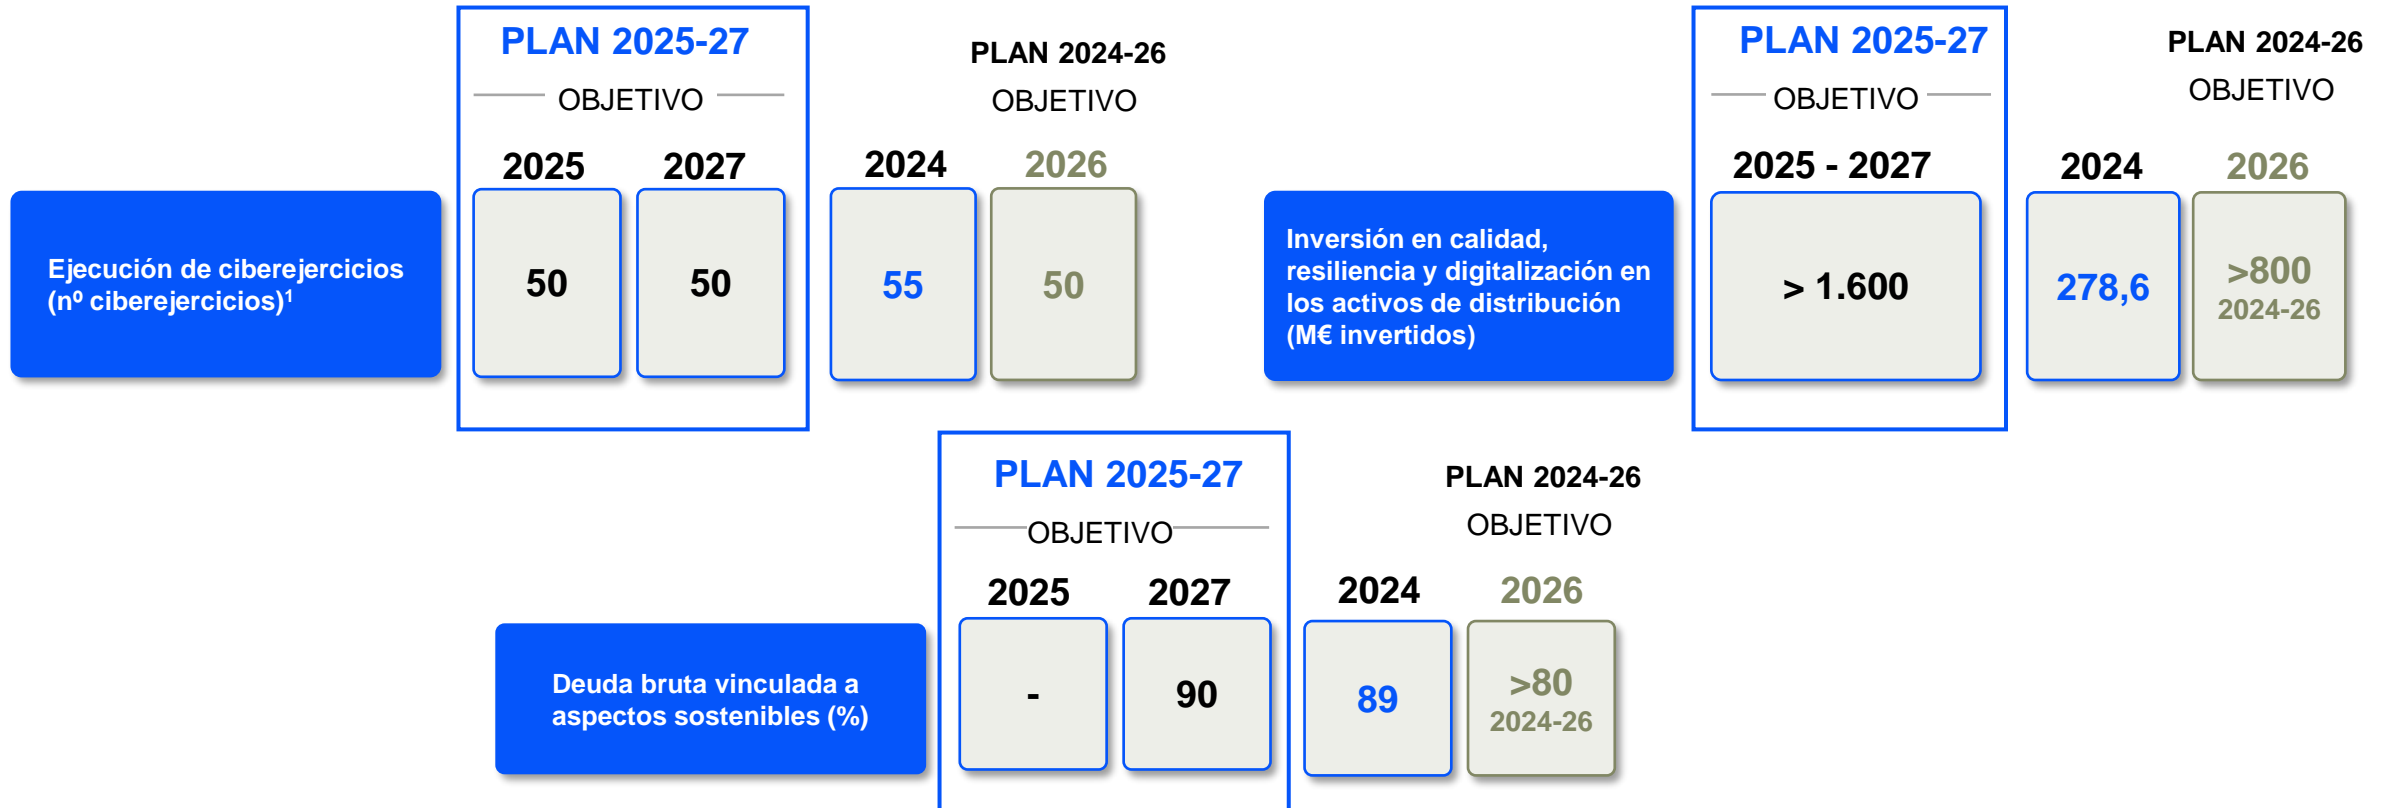 PLAN 2025-27
OBJETIVO
2025 2027
PLAN 2024-26
OBJETIVO
2024 2026
Ejecución de ciberejercicios
(nº ciberejercicios)¹
50 50 55 50
PLAN 2025-27
OBJETIVO
2025 - 2027
PLAN 2024-26
OBJETIVO
2024 2026
Inversión en calidad,
resiliencia y digitalización en
los activos de distribución
(M€ invertidos)
> 1.600 278,6 >800
2024-26
PLAN 2025-27
OBJETIVO
2025 2027
PLAN 2024-26
OBJETIVO
2024 2026
Deuda bruta vinculada a
aspectos sostenibles (%)
- 90 89 >80
2024-26